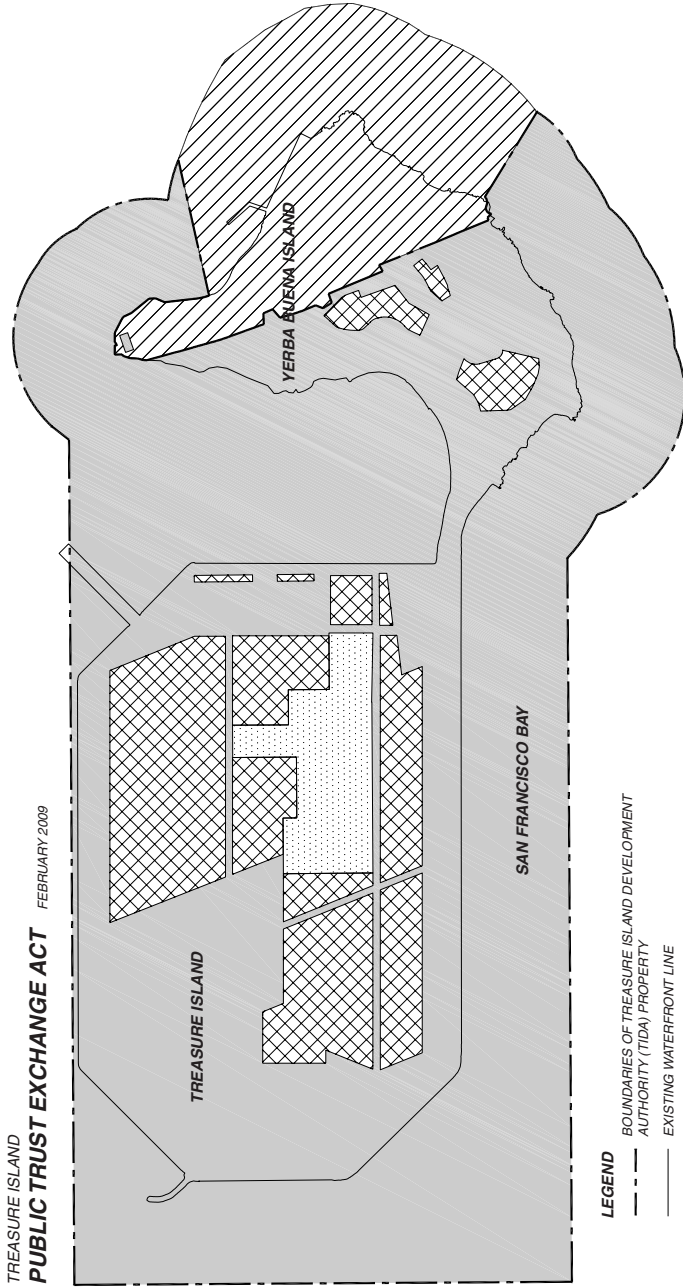 TREASURE ISLAND
PUBLIC TRUST EXCHANGE ACT FEBRUARY 2009
TREASURE ISLAND
YERBA BUENA ISLAND
SAN FRANCISCO BAY
LEGEND
BOUNDARIES OF TREASURE ISLAND DEVELOPMENT
AUTHORITY (TIDA) PROPERTY
EXISTING WATERFRONT LINE